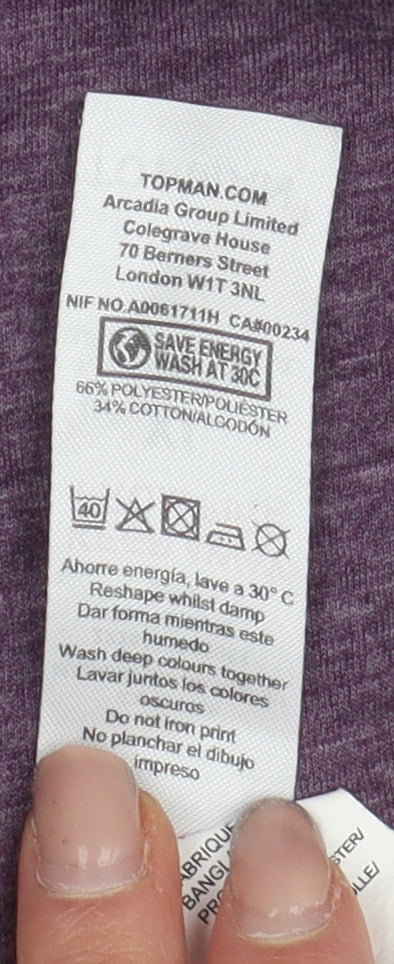 TOPMAN.COM
Arcadia Group Limited
Colegrave House
70 Berners Street
London W1T 3NL
NIF NO.A0061711H CA#00234
SAVE ENERGY
WASH AT 30C
66% POLYESTER/POLIÉSTER
34% COTTON/ALGODÓN
40
Ahorre energía, lave a 30° C
Reshape whilst damp
Dar forma mientras este
humedo
Wash deep colours together
Lavar juntos los colores
oscuros
Do not iron print
No planchar el dibujo
impreso